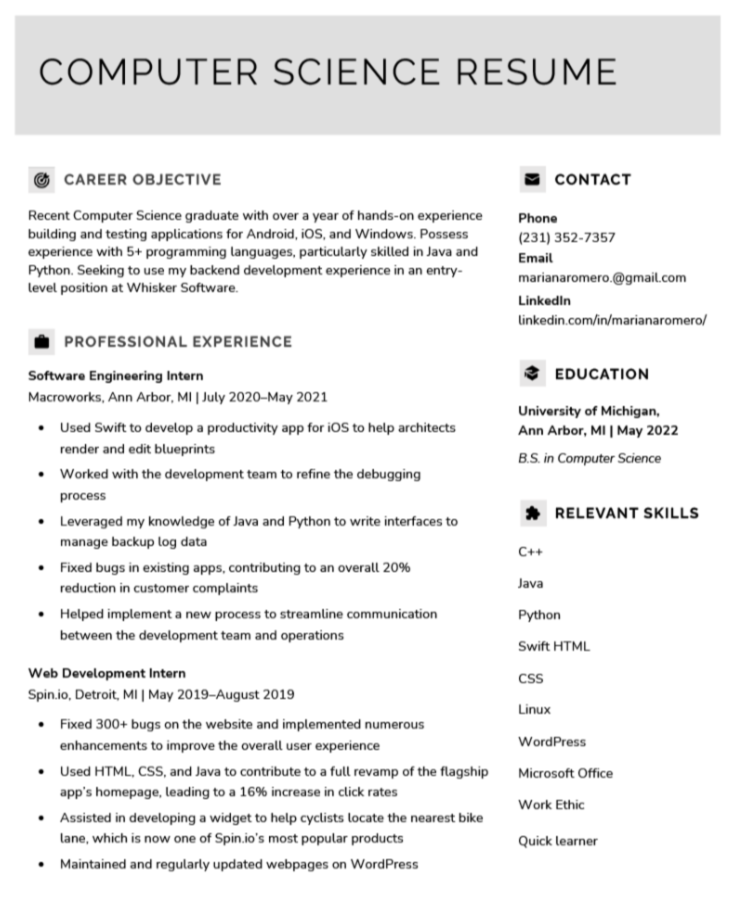 COMPUTER SCIENCE RESUME
CAREER OBJECTIVE
Recent Computer Science graduate with over a year of hands-on experience
building and testing applications for Android, iOS, and Windows. Possess
experience with 5+ programming languages, particularly skilled in Java and
Python. Seeking to use my backend development experience in an entry-
level position at Whisker Software.
PROFESSIONAL EXPERIENCE
Software Engineering Intern
Macroworks, Ann Arbor, MI | July 2020–May 2021
• Used Swift to develop a productivity app for iOS to help architects
render and edit blueprints
• Worked with the development team to refine the debugging
process
• Leveraged my knowledge of Java and Python to write interfaces to
manage backup log data
• Fixed bugs in existing apps, contributing to an overall 20%
reduction in customer complaints
• Helped implement a new process to streamline communication
between the development team and operations
Web Development Intern
Spin.io, Detroit, MI | May 2019–August 2019
• Fixed 300+ bugs on the website and implemented numerous
enhancements to improve the overall user experience
• Used HTML, CSS, and Java to contribute to a full revamp of the flagship
app's homepage, leading to a 16% increase in click rates
• Assisted in developing a widget to help cyclists locate the nearest bike
lane, which is now one of Spin.io's most popular products
• Maintained and regularly updated webpages on WordPress
CONTACT
Phone
(231) 352-7357
Email
marianaromero.@gmail.com
LinkedIn
linkedin.com/in/marianaromero/
EDUCATION
University of Michigan,
Ann Arbor, MI | May 2022
B.S. in Computer Science
RELEVANT SKILLS
C++
Java
Python
Swift HTML
CSS
Linux
WordPress
Microsoft Office
Work Ethic
Quick learner